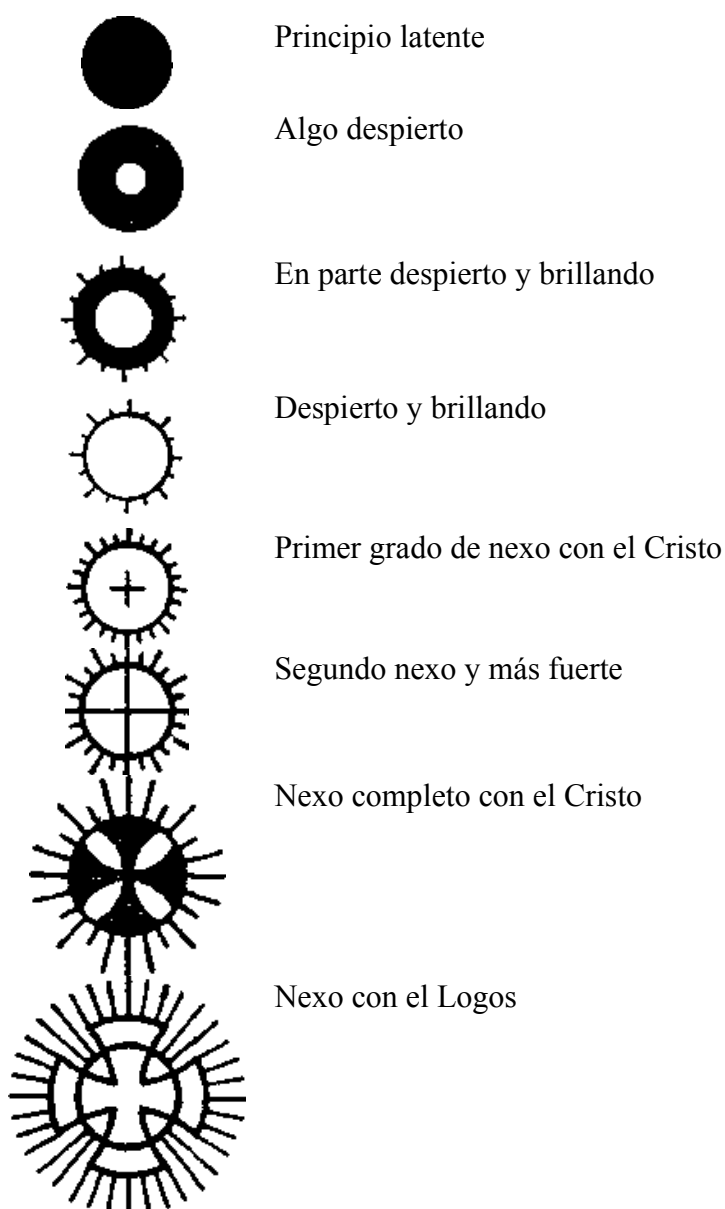 Principio latente
Algo despierto
En parte despierto y brillando
Despierto y brillando
Primer grado de nexo con el Cristo
Segundo nexo y más fuerte
Nexo completo con el Cristo
Nexo con el Logos